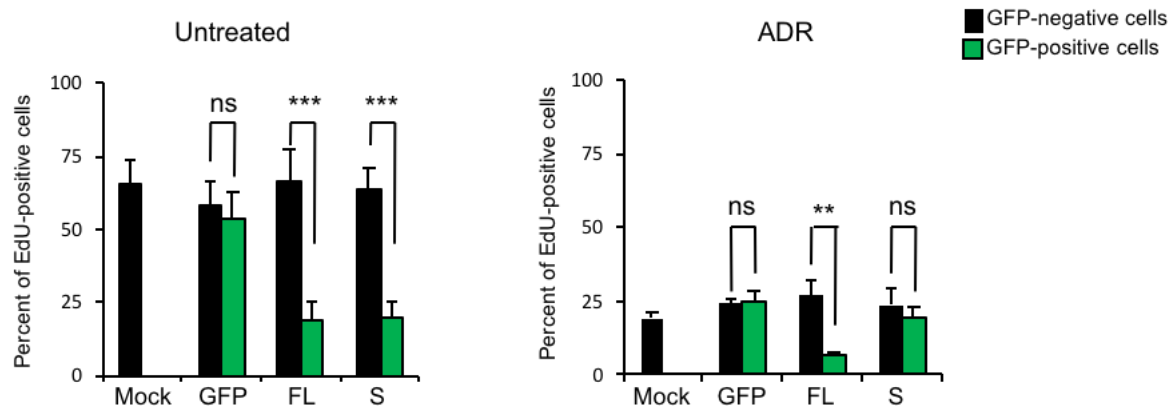 Untreated
ADR
GFP-negative cells
GFP-positive cells
Percent of EdU-positive cells
100
75
50
25
0
ns
***
***
Mock GFP FL S
Percent of EdU-positive cells
100
75
50
25
0
ns
**
ns
Mock GFP FL S